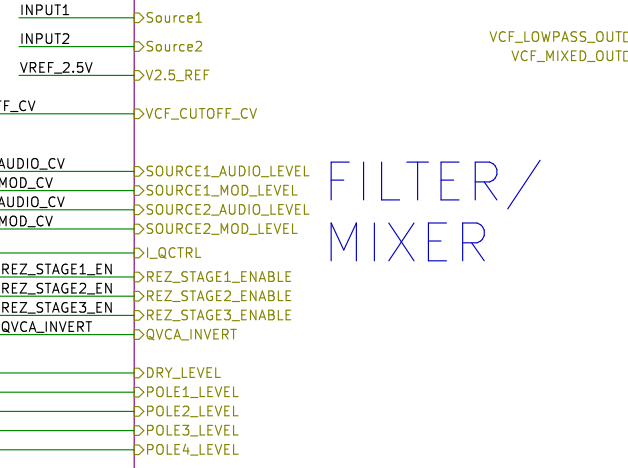 INPUT1
Source1
INPUT2
Source2
VREF_2.5V
V2.5_REF
FF_CV
VCF_CUTOFF_CV
AUDIO_CV
SOURCE1_AUDIO_LEVEL
MOD_CV
SOURCE1_MOD_LEVEL
AUDIO_CV
SOURCE2_AUDIO_LEVEL
MOD_CV
SOURCE2_MOD_LEVEL
I_QCTRL
REZ_STAGE1_EN
REZ_STAGE1_ENABLE
REZ_STAGE2_EN
REZ_STAGE2_ENABLE
REZ_STAGE3_EN
REZ_STAGE3_ENABLE
QVCA_INVERT
QVCA_INVERT
DRY_LEVEL
POLE1_LEVEL
POLE2_LEVEL
POLE3_LEVEL
POLE4_LEVEL
FILTER/
MIXER
VCF_LOWPASS_OUT
VCF_MIXED_OUT